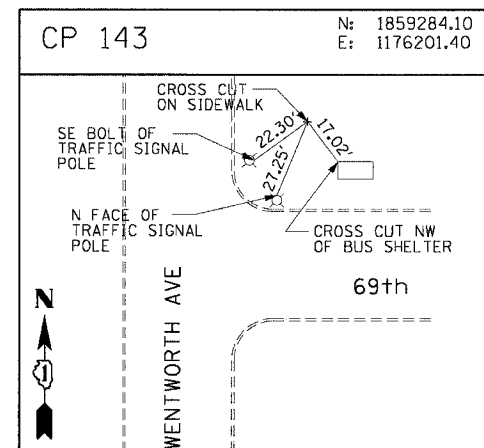 CP 143
N: 1859284.10
E: 1176201.40
CROSS CUT
ON SIDEWALK
SE BOLT OF
TRAFFIC SIGNAL
POLE
22.30'
17.02'
27.25'
N FACE OF
TRAFFIC SIGNAL
POLE
CROSS CUT NW
OF BUS SHELTER
69th
WENTWORTH AVE
N
1